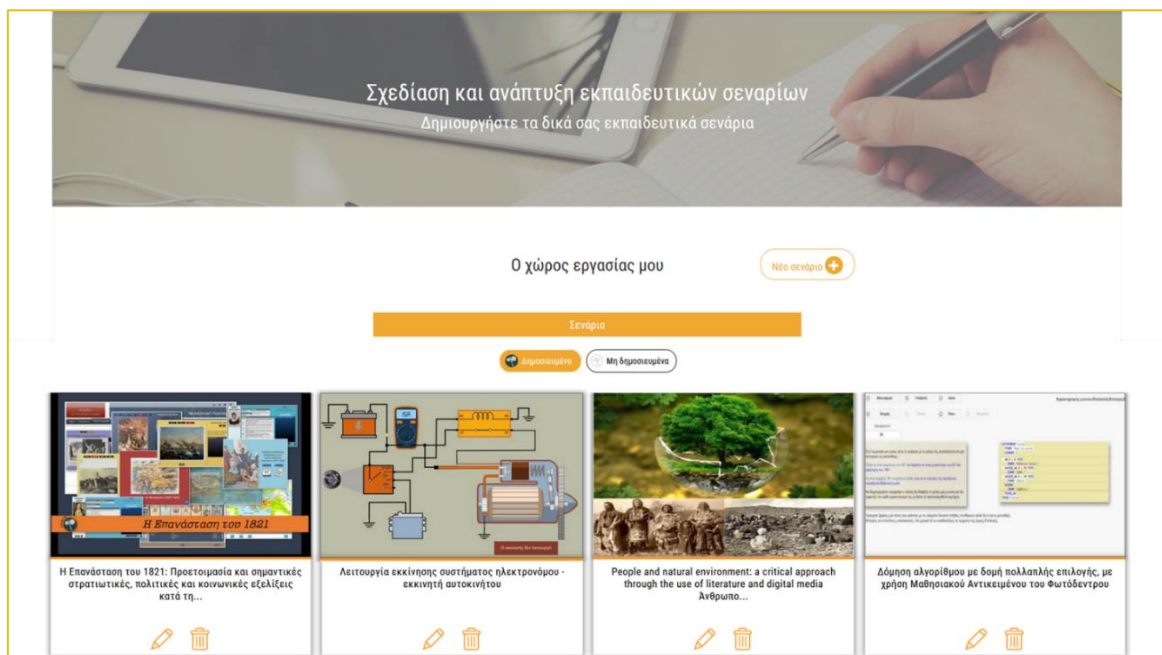 Σχεδίαση και ανάπτυξη εκπαιδευτικών σεναρίων
Δημιουργήστε τα δικά σας εκπαιδευτικά σενάρια
Ο χώρος εργασίας μου
Νέο σενάριο
Σενάρια
Δημοσιευμένα
Μη δημοσιευμένα
Η Επανάσταση του 1821
Η Επανάσταση του 1821: Προετοιμασία και σημαντικές
στρατιωτικές, πολιτικές και κοινωνικές εξελίξεις
κατά τη...
Λειτουργία εκκίνησης συστήματος ηλεκτρονόμου -
εκκινητή αυτοκινήτου
People and natural environment: a critical approach
through the use of literature and digital media
Άνθρωπο...
Δόμηση αλγορίθμου με δομή πολλαπλής επιλογής, με
χρήση Μαθησιακού Αντικειμένου του Φωτόδεντρου